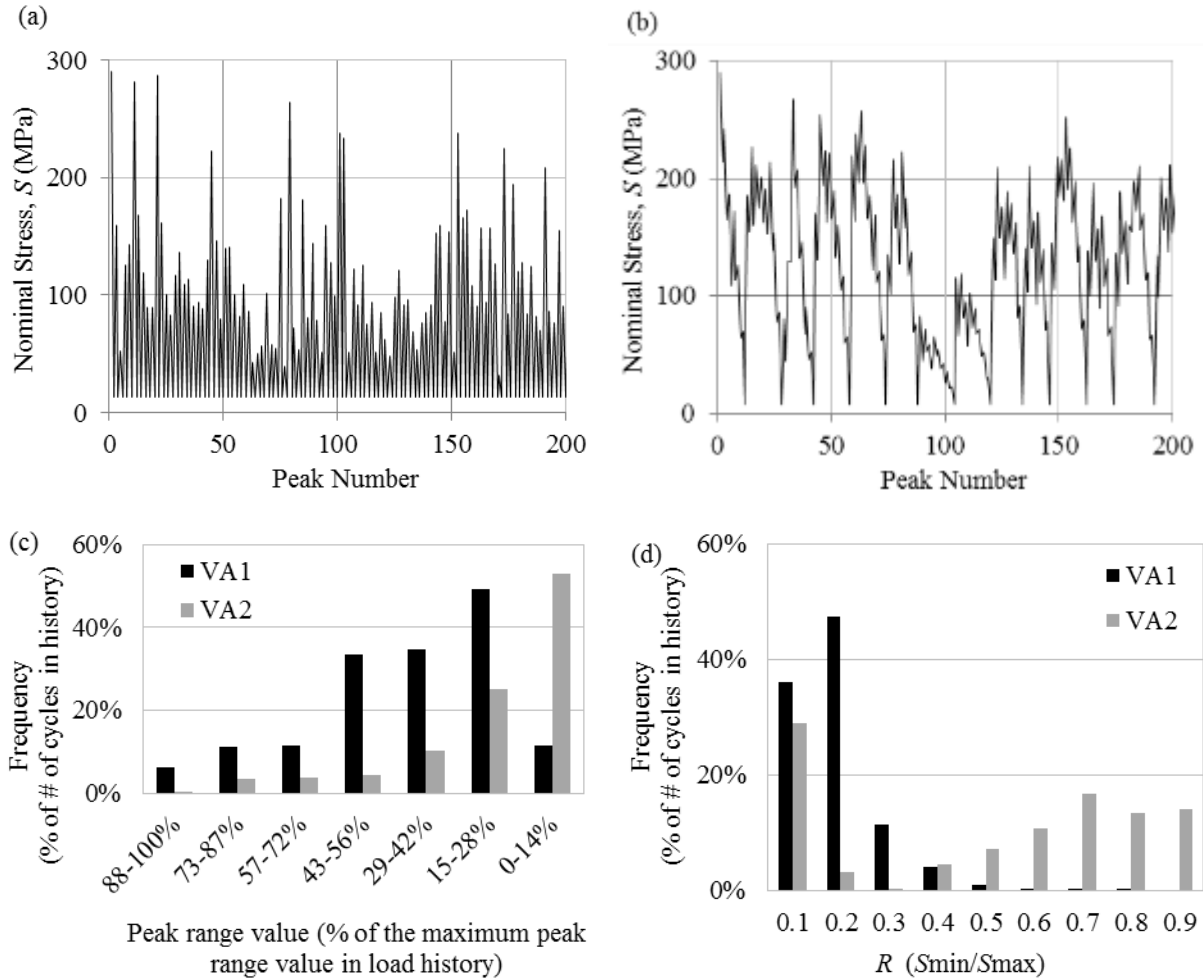 (a)
300
200
100
0
Nominal Stress, S (MPa)
0 50 100 150 200
Peak Number
(b)
300
200
100
0
Nominal Stress, S (MPa)
0 50 100 150 200
Peak Number
(c)
60%
40%
20%
0%
Frequency
(% of # of cycles in history)
VA1
VA2
88-100% 73-87% 57-72% 43-56% 29-42% 15-28% 0-14%
Peak range value (% of the maximum peak
range value in load history)
(d)
60%
40%
20%
0%
Frequency
(% of # of cycles in history)
VA1
VA2
0.1 0.2 0.3 0.4 0.5 0.6 0.7 0.8 0.9
R (Smin/Smax)